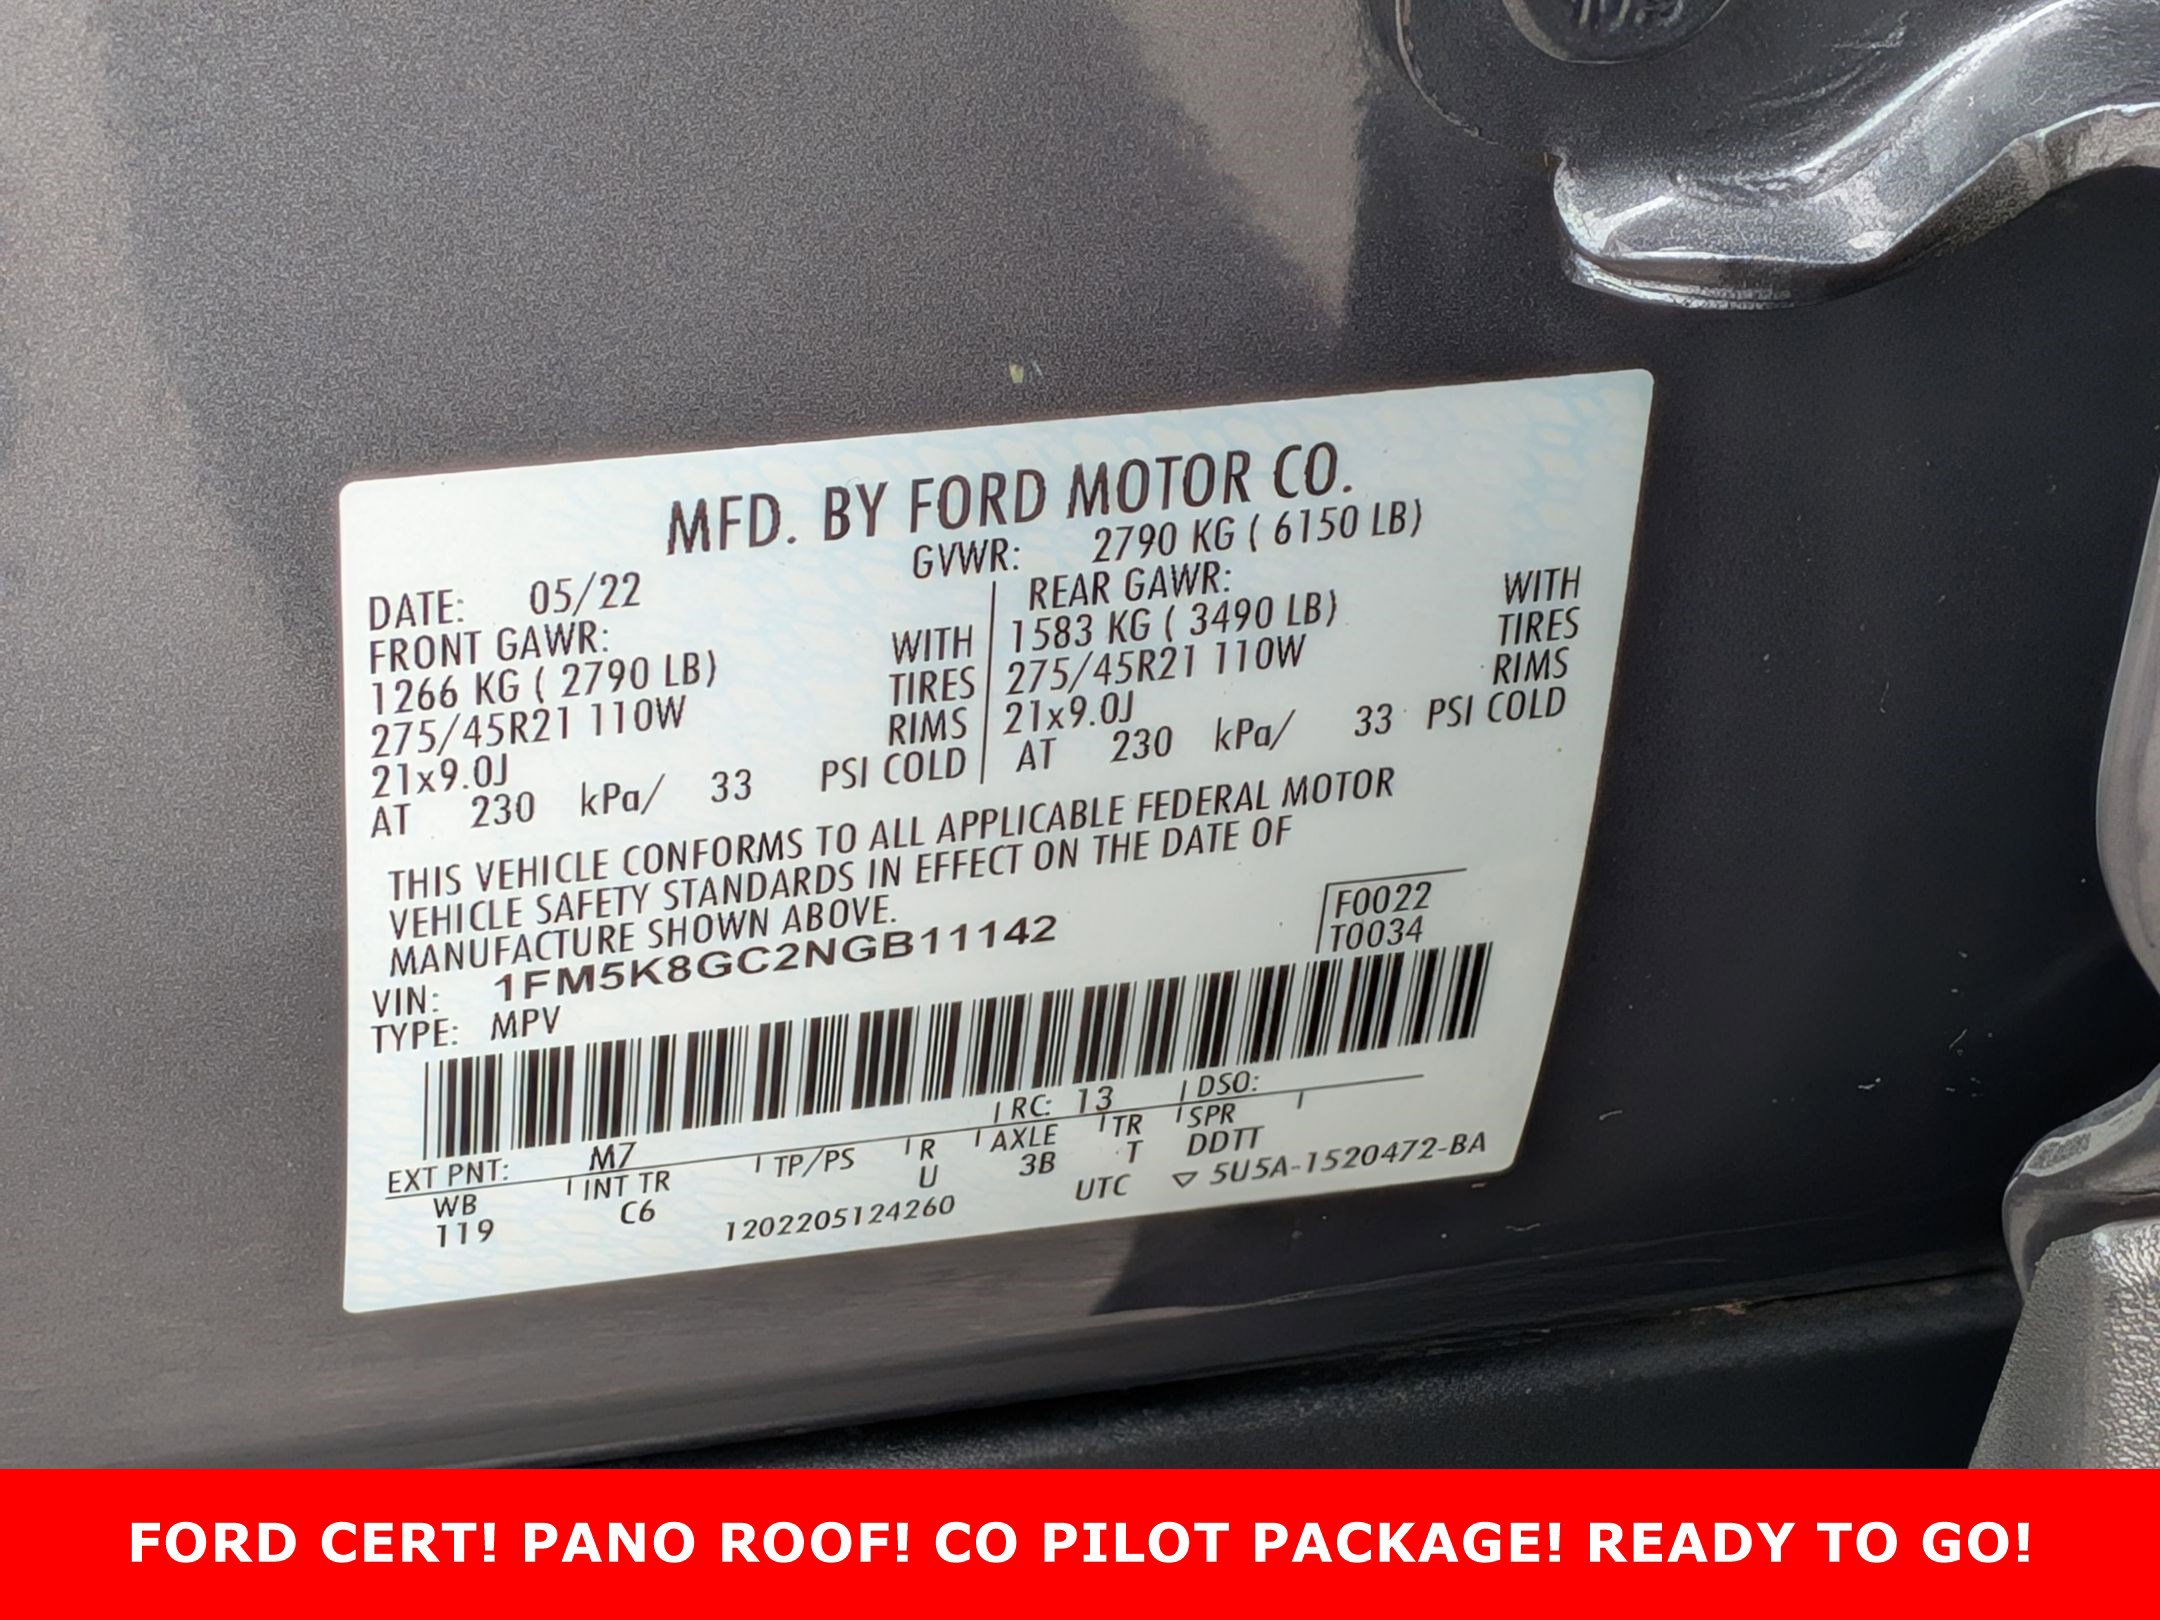 MFD. BY FORD MOTOR CO.
DATE: 05/22 GVWR: 2790 KG ( 6150 LB)
FRONT GAWR: WITH REAR GAWR: WITH
1266 KG ( 2790 LB) TIRES 1583 KG ( 3490 LB) TIRES
275/45R21 110W RIMS 275/45R21 110W RIMS
21x9.0J PSI COLD 21x9.0J PSI COLD
AT 230 kPa/ 33 AT 230 kPa/ 33
THIS VEHICLE CONFORMS TO ALL APPLICABLE FEDERAL MOTOR
VEHICLE SAFETY STANDARDS IN EFFECT ON THE DATE OF
MANUFACTURE SHOWN ABOVE.
F0022
T0034
VIN: 1FM5K8GC2NGB11142
TYPE: MPV
EXT PNT: M7 RC: 13 DSO:
WB INT TR TP/PS R AXLE TR SPR
119 C6 U 3B T DDTT
1202205124260 UTC ▽ 5U5A-1520472-BA
FORD CERT! PANO ROOF! CO PILOT PACKAGE! READY TO GO!